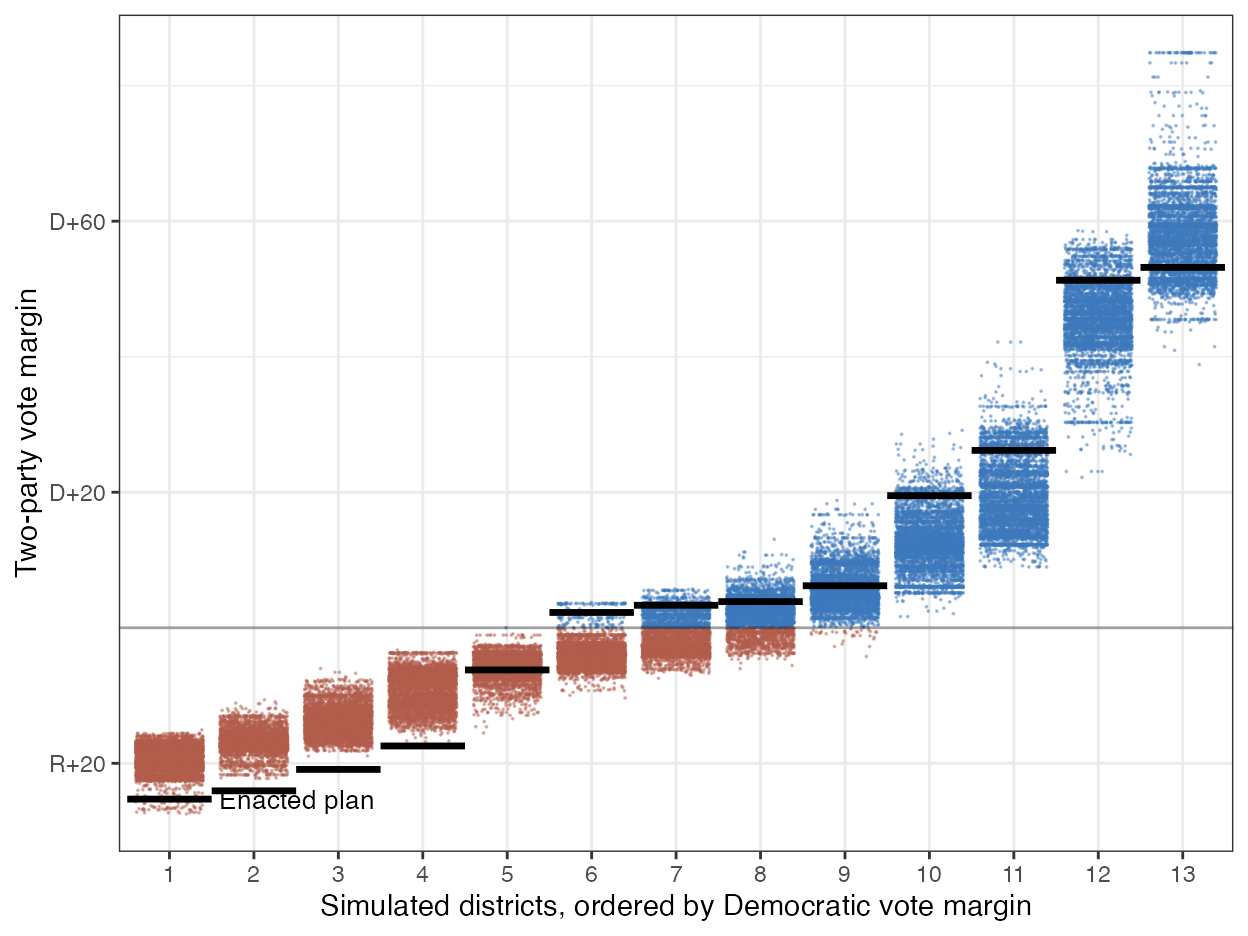 Two-party vote margin
D+60
D+20
R+20
Enacted plan
1 2 3 4 5 6 7 8 9 10 11 12 13
Simulated districts, ordered by Democratic vote margin